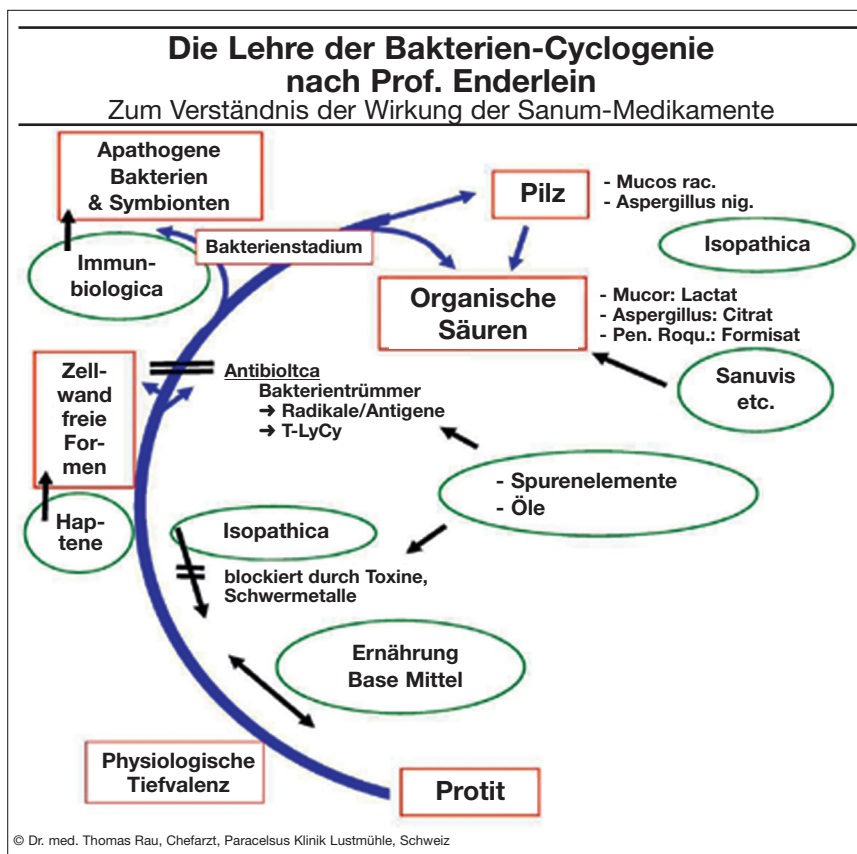 Die Lehre der Bakterien-Cyclogenie
nach Prof. Enderlein
Zum Verständnis der Wirkung der Sanum-Medikamente
Apathogene
Bakterien
& Symbionten
Pilz
- Mucos rac.
- Aspergillus nig.
Bakterienstadium
Isopathica
Immun-
biologica
Organische
Säuren
- Mucor: Lactat
- Aspergillus: Citrat
- Pen. Roqu.: Formisat
Sanuvis
etc.
Zell-
wand
freie
For-
men
Antibioltca
Bakterientrümmer
➔ Radikale/Antigene
➔ T-LyCy
- Spurenelemente
- Öle
Hap-
tene
Isopathica
blockiert durch Toxine,
Schwermetalle
Ernährung
Base Mittel
Physiologische
Tiefvalenz
Protit
© Dr. med. Thomas Rau, Chefarzt, Paracelsus Klinik Lustmühle, Schweiz